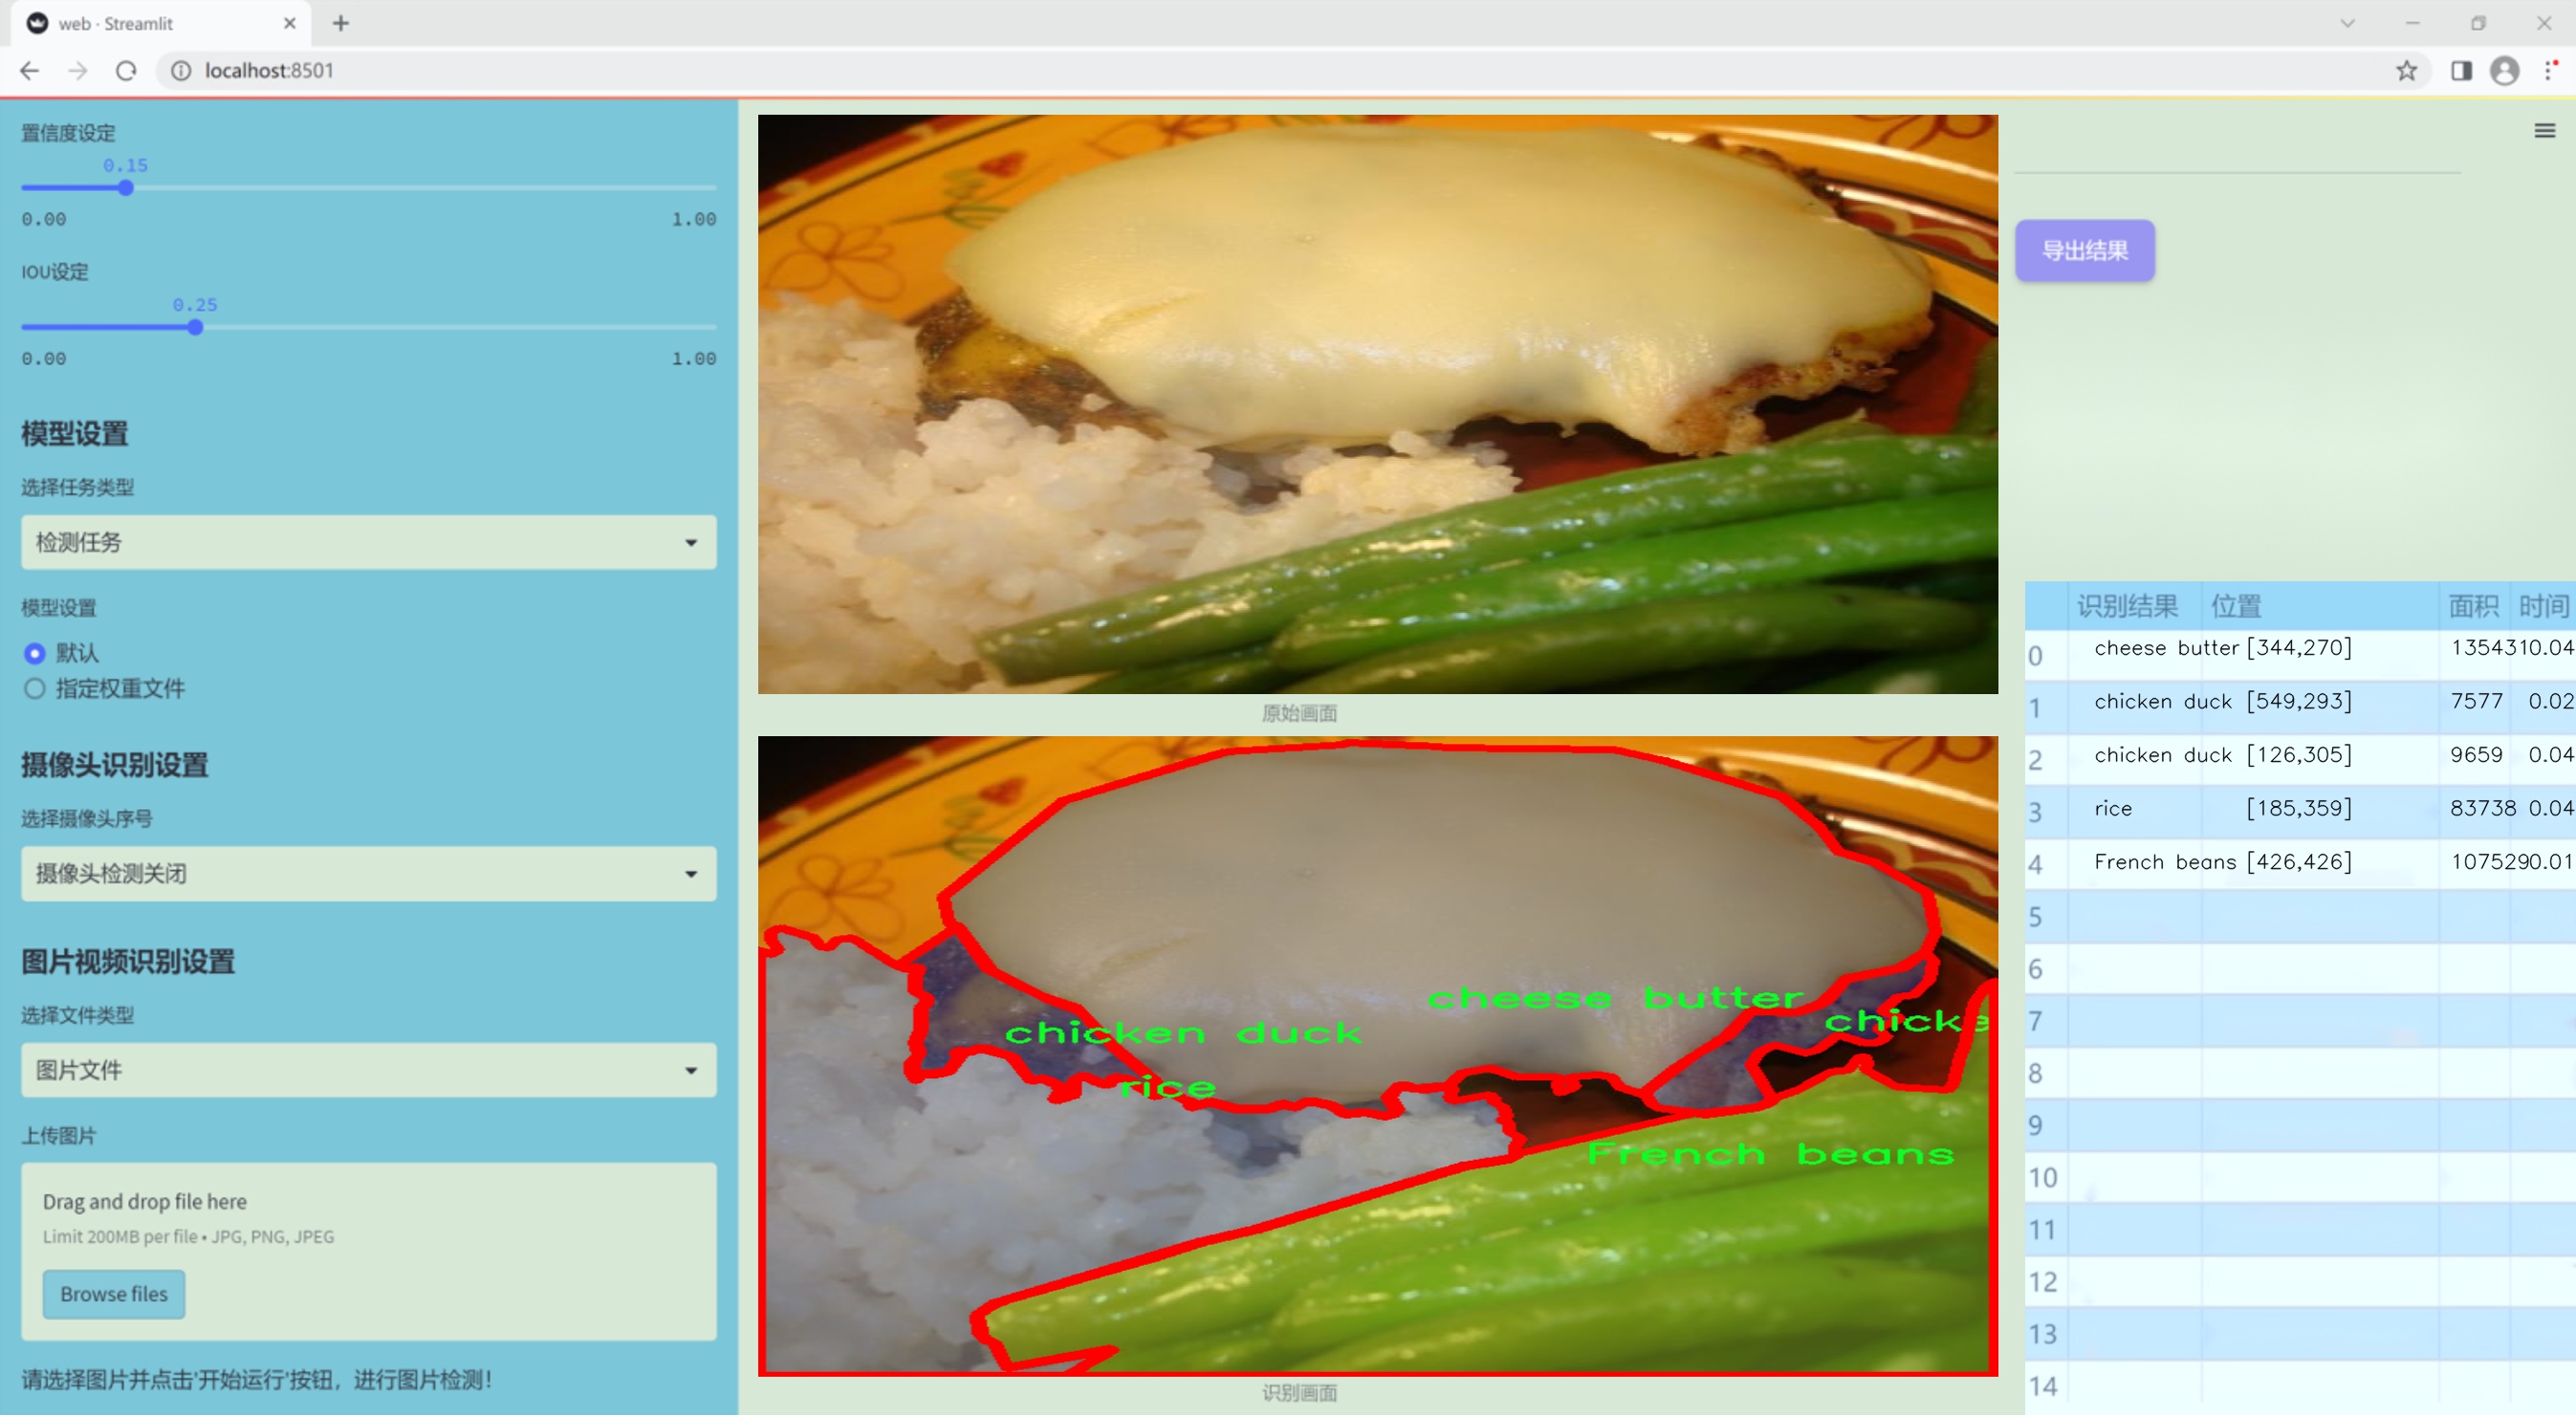 web · Streamlit
localhost:8501
置信度设定
0.15
0.00 1.00
IOU设定
0.25
0.00 1.00
模型设置
选择任务类型
检测任务
模型设置
默认
指定权重文件
摄像头识别设置
选择摄像头序号
摄像头检测关闭
图片视频识别设置
选择文件类型
图片文件
上传图片
Drag and drop file here
Limit 200MB per file • JPG, PNG, JPEG
Browse files
请选择图片并点击'开始运行'按钮，进行图片检测！
原始画面
cheese butter
chicke
chicken duck
rice
French beans
识别画面
导出结果
识别结果 位置 面积 时间
0 cheese butter [344,270] 1354310.04
1 chicken duck [549,293] 7577 0.02
2 chicken duck [126,305] 9659 0.04
3 rice [185,359] 83738 0.04
4 French beans [426,426] 1075290.01
5
6
7
8
9
10
11
12
13
14